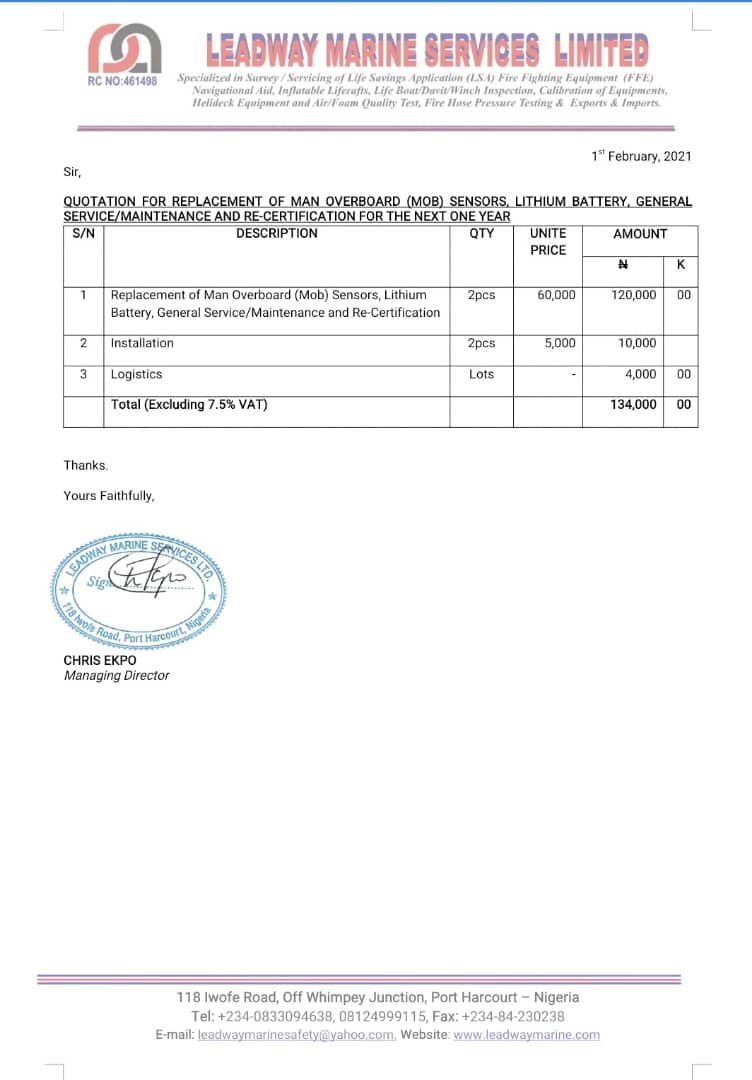 LEADWAY MARINE SERVICES LIMITED
RC NO:461498
Specialized in Survey / Servicing of Life Savings Application (LSA) Fire Fighting Equipment (FFE)
Navigational Aid, Inflatable Liferafts, Life Boat/Davit/Winch Inspection, Calibration of Equipments,
Helideck Equipment and Air/Foam Quality Test, Fire Hose Pressure Testing & Exports & Imports.
1st February, 2021
Sir,
QUOTATION FOR REPLACEMENT OF MAN OVERBOARD (MOB) SENSORS, LITHIUM BATTERY, GENERAL
SERVICE/MAINTENANCE AND RE-CERTIFICATION FOR THE NEXT ONE YEAR
S/N DESCRIPTION QTY UNITE AMOUNT
PRICE
₦ K
1 Replacement of Man Overboard (Mob) Sensors, Lithium 2pcs 60,000 120,000 00
Battery, General Service/Maintenance and Re-Certification
2 Installation 2pcs 5,000 10,000
3 Logistics Lots - 4,000 00
Total (Excluding 7.5% VAT) 134,000 00
Thanks.
Yours Faithfully,
LEADWAY MARINE SERVICES LTD.
Sign
118 Iwofe Road, Port Harcourt, Nigeria
CHRIS EKPO
Managing Director
118 Iwofe Road, Off Whimpey Junction, Port Harcourt – Nigeria
Tel: +234-0833094638, 08124999115, Fax: +234-84-230238
E-mail: leadwaymarinesafety@yahoo.com, Website: www.leadwaymarine.com